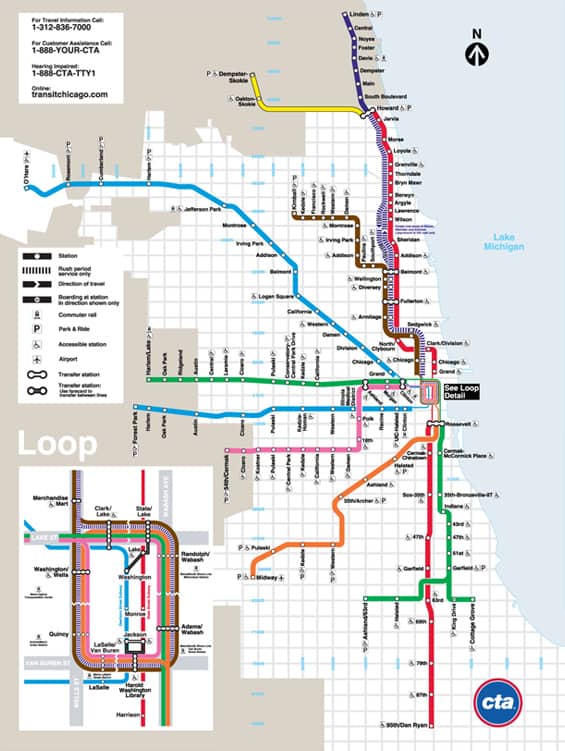 For Travel Information Call:
1-312-836-7000
For Customer Assistance Call:
1-888-YOUR-CTA
Hearing Impaired:
1-888-CTA-TTY1
Online:
transitchicago.com
N
Lake
Michigan
Linden
Central
Noyes
Foster
Davis
Dempster
Main
South Boulevard
Howard
Dempster-
Skokie
Oakton-
Skokie
Jarvis
Morse
Loyola
Granville
Thorndale
Bryn Mawr
Berwyn
Argyle
Lawrence
Wilson
Sheridan
Addison
Belmont
Wellington
Diversey
Fullerton
Armitage
Sedgwick
North/
Clybourn
Clark/Division
Chicago
Chicago
Chicago
Grand
Grand
O'Hare
Rosemont
Cumberland
Harlem
Jefferson Park
Montrose
Irving Park
Addison
Belmont
Logan Square
California
Western
Damen
Division
Kimball
Kedzie
Francisco
Rockwell
Western
Damen
Montrose
Irving Park
Addison
Paulina
Southport
Station
Rush period
service only
Direction of travel
Boarding at station
in direction shown only
Commuter rail
Park & Ride
Accessible station
Airport
Transfer station
Transfer station:
Use farecard to
transfer between lines
Harlem/Lake
Oak Park
Ridgeland
Austin
Central
Laramie
Cicero
Pulaski
Conservatory
Central Park Drive
Kedzie
California
Ashland
Morgan
Clinton
See Loop
Detail
Forest Park
Harlem
Oak Park
Austin
Cicero
Pulaski
Kedzie-
Homan
Western
Illinois
Medical
District
Racine
UIC-Halsted
Clinton
Polk
18th
54th/Cermak
Cicero
Kostner
Pulaski
Central Park
Kedzie
California
Western
Damen
Roosevelt
Cermak-
Chinatown
Cermak-
McCormick Place
Halsted
Ashland
35th/Archer
Western
Kedzie
Pulaski
Midway
Sox-35th
35th-Bronzeville-IIT
Indiana
43rd
47th
47th
51st
Garfield
Garfield
63rd
Ashland/63rd
Halsted
King Drive
Cottage Grove
69th
79th
87th
95th/Dan Ryan
cta
Loop
Merchandise
Mart
Clark/
Lake
State/
Lake
WABASH AVE
LAKE ST
Lake
Randolph/
Wabash
Washington/
Wells
Washington
Monroe
Adams/
Wabash
Quincy
Jackson
LaSalle/
Van Buren
VAN BUREN ST
LaSalle
WELLS ST
Harold
Washington
Library
Harrison